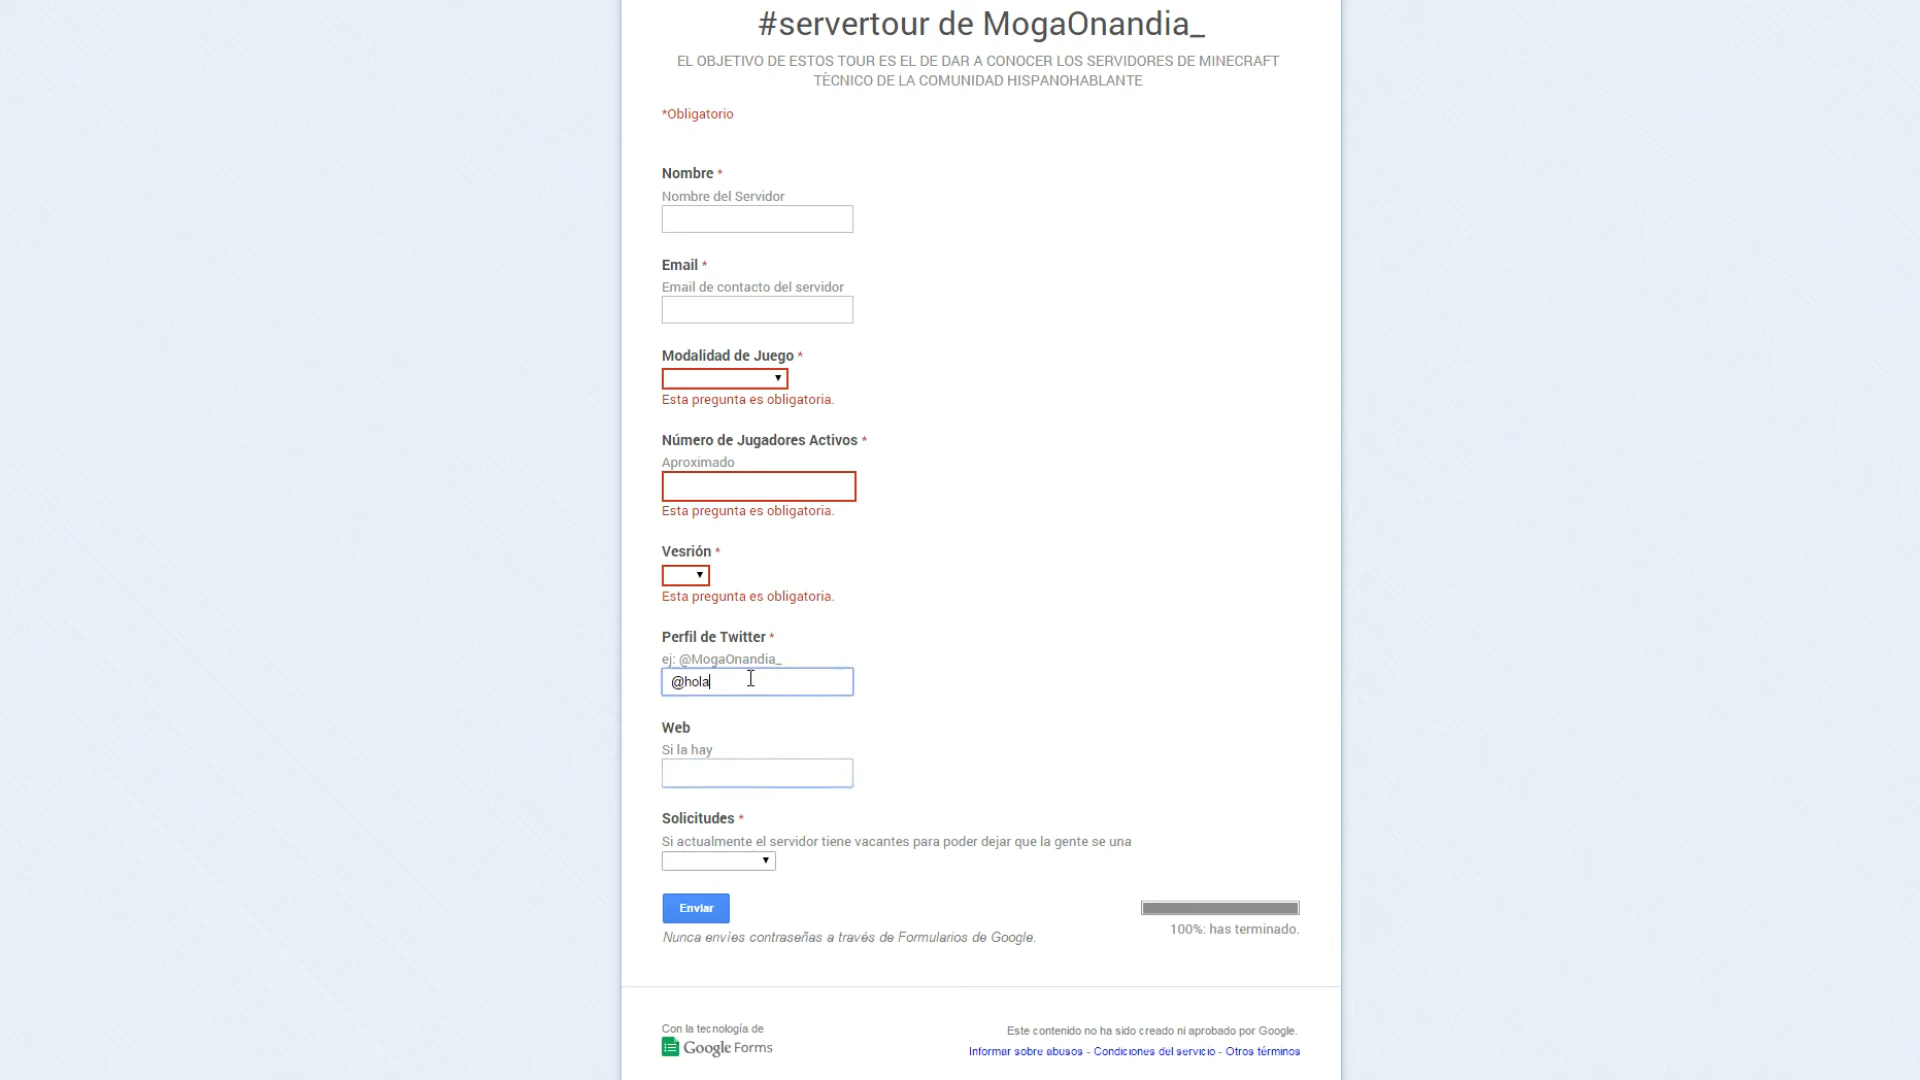 #servertour de MogaOnandia_
EL OBJETIVO DE ESTOS TOUR ES EL DE DAR A CONOCER LOS SERVIDORES DE MINECRAFT
TÈCNICO DE LA COMUNIDAD HISPANOHABLANTE
*Obligatorio
Nombre *
Nombre del Servidor
Email *
Email de contacto del servidor
Modalidad de Juego *
Esta pregunta es obligatoria.
Número de Jugadores Activos *
Aproximado
Esta pregunta es obligatoria.
Vesrión *
Esta pregunta es obligatoria.
Perfil de Twitter *
ej: @MogaOnandia_
@hola
Web
Si la hay
Solicitudes *
Si actualmente el servidor tiene vacantes para poder dejar que la gente se una
Enviar
100%: has terminado.
Nunca envíes contraseñas a través de Formularios de Google.
Con la tecnología de
Google Forms
Este contenido no ha sido creado ni aprobado por Google.
Informar sobre abusos - Condiciones del servicio - Otros términos